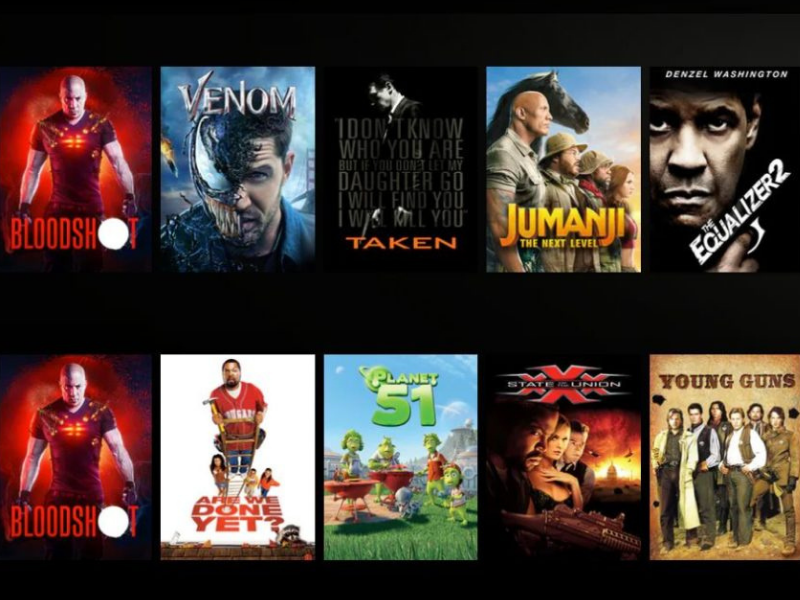 BLOODSHOT
VENOM
"I DON'T KNOW
WHO YOU ARE
BUT IF YOU DON'T LET MY
DAUGHTER GO
I WILL FIND YOU
I WILL KILL YOU"
TAKEN
JUMANJI
THE NEXT LEVEL
DENZEL WASHINGTON
THE
EQUALIZER 2
BLOODSHOT
ARE WE
DONE
YET?
PLANET
51
XXX
STATE OF THE UNION
YOUNG GUNS